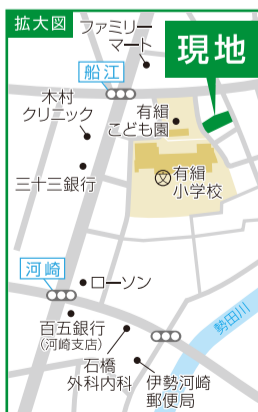 拡大図
ファミリー
マート
現地
船江
木村
クリニック
有緝
こども園
三十三銀行
文
有緝
小学校
河崎
ローソン
勢田川
百五銀行
(河崎支店)
石橋
外科内科
伊勢河崎
郵便局